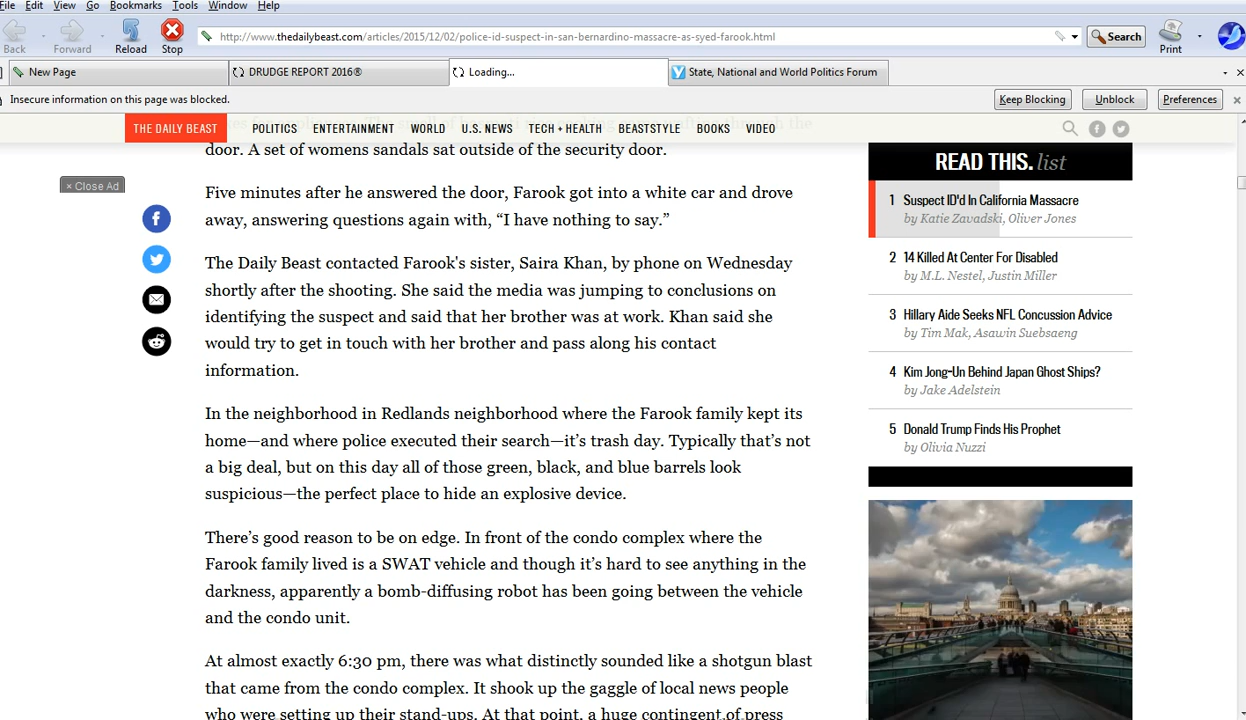 File Edit View Go Bookmarks Tools Window Help
Back Forward Reload Stop
http://www.thedailybeast.com/articles/2015/12/02/police-id-suspect-in-san-bernardino-massacre-as-syed-farook.html
Search
Print
New Page
DRUDGE REPORT 2016®
Loading...
State, National and World Politics Forum
Insecure information on this page was blocked.
Keep Blocking
Unblock
Preferences
THE DAILY BEAST
POLITICS ENTERTAINMENT WORLD U.S. NEWS TECH + HEALTH BEASTSTYLE BOOKS VIDEO
door. A set of womens sandals sat outside of the security door.
× Close Ad
Five minutes after he answered the door, Farook got into a white car and drove
away, answering questions again with, “I have nothing to say.”
The Daily Beast contacted Farook's sister, Saira Khan, by phone on Wednesday
shortly after the shooting. She said the media was jumping to conclusions on
identifying the suspect and said that her brother was at work. Khan said she
would try to get in touch with her brother and pass along his contact
information.
In the neighborhood in Redlands neighborhood where the Farook family kept its
home—and where police executed their search—it’s trash day. Typically that’s not
a big deal, but on this day all of those green, black, and blue barrels look
suspicious—the perfect place to hide an explosive device.
There’s good reason to be on edge. In front of the condo complex where the
Farook family lived is a SWAT vehicle and though it’s hard to see anything in the
darkness, apparently a bomb-diffusing robot has been going between the vehicle
and the condo unit.
At almost exactly 6:30 pm, there was what distinctly sounded like a shotgun blast
that came from the condo complex. It shook up the gaggle of local news people
who were setting up their stand-ups. At that point, a huge contingent of press
READ THIS. list
1 Suspect ID'd In California Massacre
by Katie Zavadski, Oliver Jones
2 14 Killed At Center For Disabled
by M.L. Nestel, Justin Miller
3 Hillary Aide Seeks NFL Concussion Advice
by Tim Mak, Asawin Suebsaeng
4 Kim Jong-Un Behind Japan Ghost Ships?
by Jake Adelstein
5 Donald Trump Finds His Prophet
by Olivia Nuzzi